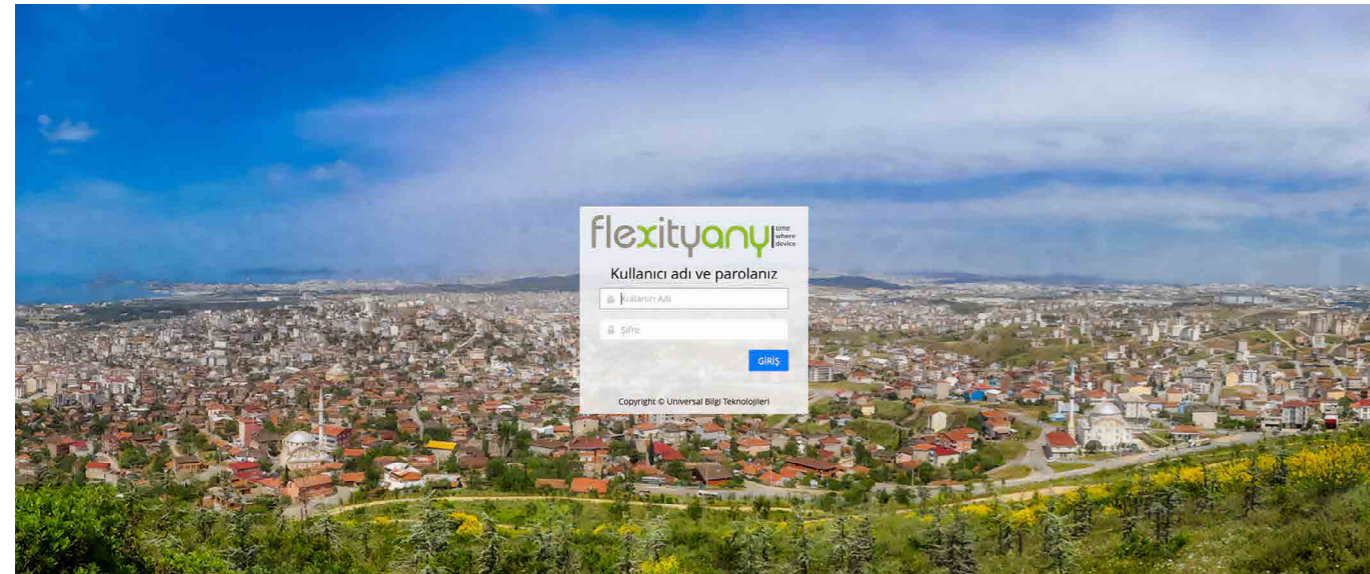 flexityany
time
where
device
Kullanıcı adı ve parolanız
Kullanıcı Adı
Şifre
GİRİŞ
Copyright © Universal Bilgi Teknolojileri